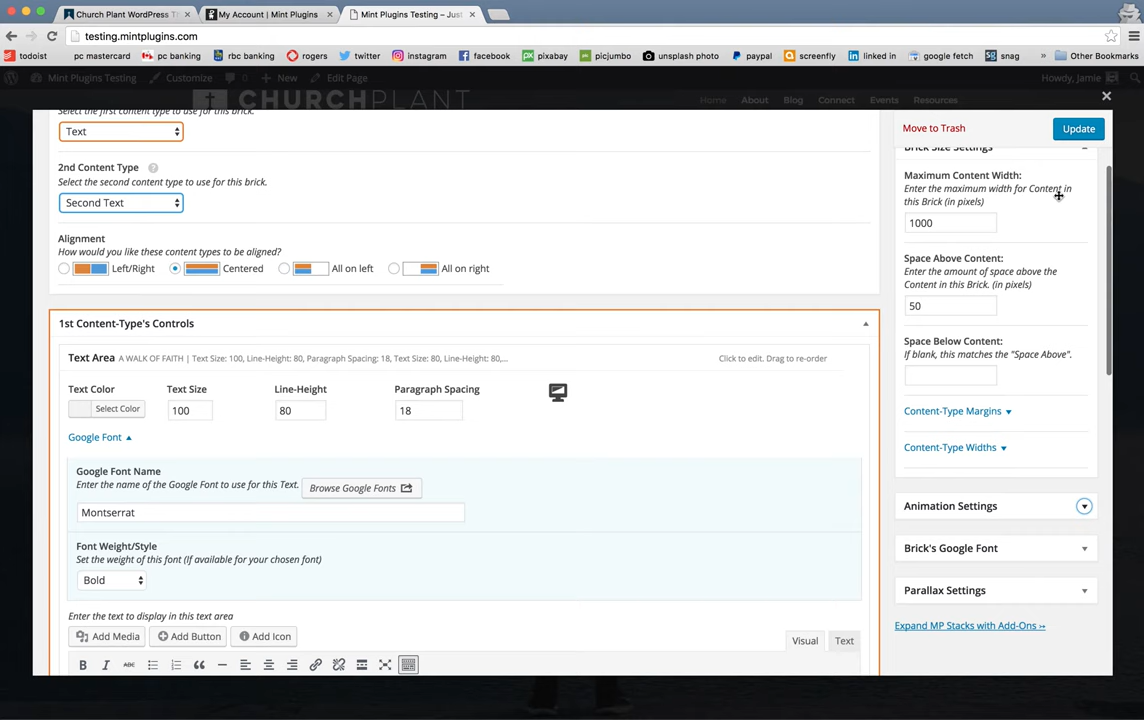 Church Plant WordPress T
My Account | Mint Plugins
Mint Plugins Testing – Jus
testing.mintplugins.com
todoist
pc mastercard
pc banking
rbc banking
rogers
twitter
instagram
facebook
pixabay
picjumbo
unsplash photo
paypal
screenfly
linked in
google fetch
snag
»
Other Bookmarks
Mint Plugins Testing
Customize
0
+ New
Edit Page
Howdy, Jamie
CHURCHPLANT
Home
About
Blog
Connect
Events
Resources
Select the first content type to use for this brick.
Text
2nd Content Type
Select the second content type to use for this brick.
Second Text
Alignment
How would you like these content types to be aligned?
Left/Right
Centered
All on left
All on right
1st Content-Type's Controls
Text Area A WALK OF FAITH | Text Size: 100, Line-Height: 80, Paragraph Spacing: 18, Text Size: 80, Line-Height: 80,...
Click to edit. Drag to re-order
Text Color
Text Size
Line-Height
Paragraph Spacing
Select Color
100
80
18
Google Font
Google Font Name
Enter the name of the Google Font to use for this Text.
Browse Google Fonts
Montserrat
Font Weight/Style
Set the weight of this font (If available for your chosen font)
Bold
Enter the text to display in this text area
Add Media
Add Button
Add Icon
Visual
Text
B
I
ABC
Move to Trash
Update
Brick Size Settings
Maximum Content Width:
Enter the maximum width for Content in
this Brick (in pixels)
1000
Space Above Content:
Enter the amount of space above the
Content in this Brick. (in pixels)
50
Space Below Content:
If blank, this matches the "Space Above".
Content-Type Margins
Content-Type Widths
Animation Settings
Brick's Google Font
Parallax Settings
Expand MP Stacks with Add-Ons